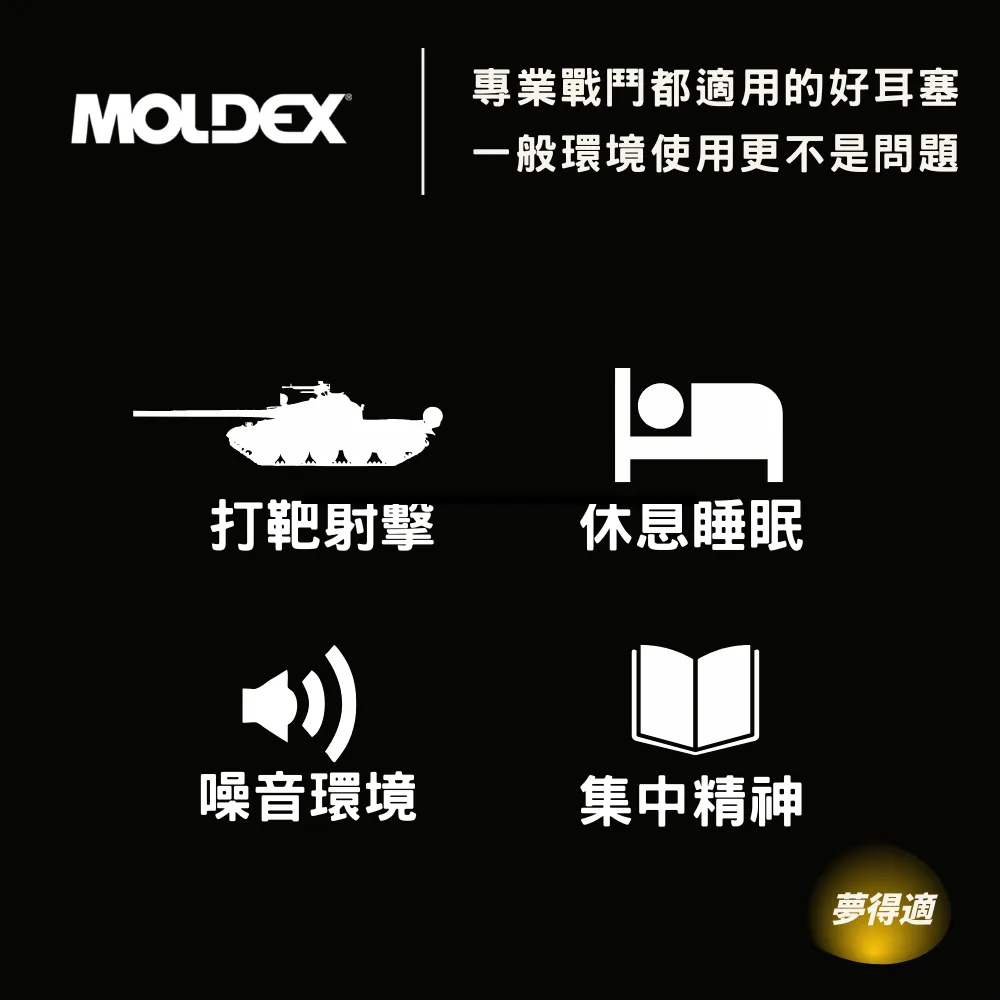 MOLDEX®
專業戰鬥都適用的好耳塞
一般環境使用更不是問題
打靶射擊
休息睡眠
噪音環境
集中精神
夢得適